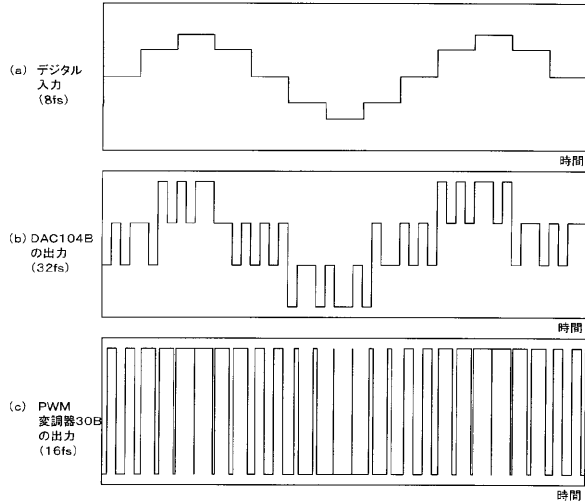 (a) デジタル
入力
(8fs)
時間
(b) DAC104B
の出力
(32fs)
時間
(c) PWM
変調器30B
の出力
(16fs)
時間